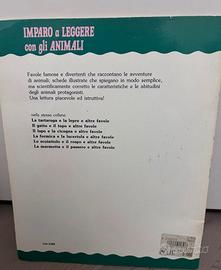 IMPARO a LEGGERE
con gli ANIMALI
Favole famose e divertenti che raccontano le avventure
di animali, schede illustrate che spiegano in modo semplice,
ma scientificamente corretto le caratteristiche e le abitudini
degli animali protagonisti.
Una lettura piacevole ed istruttiva!
nella stessa collana:
La tartaruga e la lepre e altre favole
Il gatto e il topo e altre favole
Il lupo e la cicogna e altre favole
La formica e la lucertola e altre favole
Lo scoiattolo e il rospo e altre favole
La marmotta e il passero e altre favole